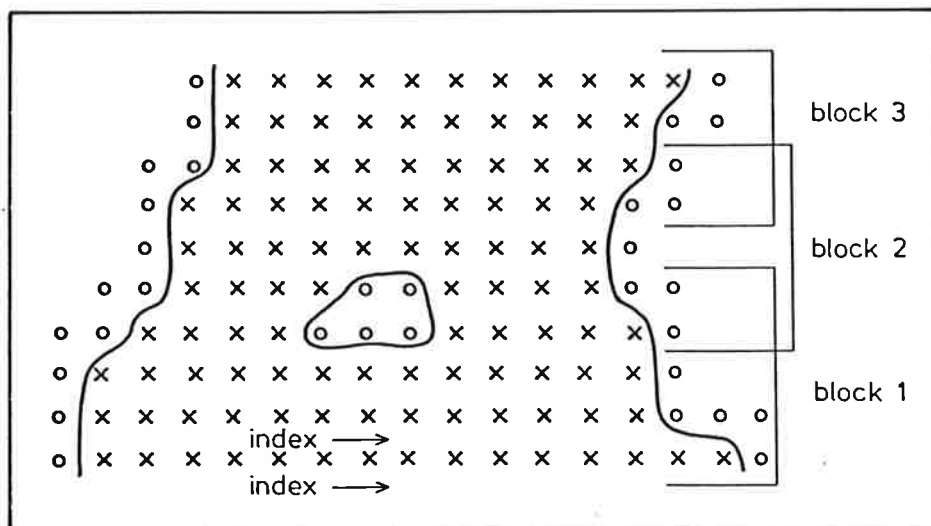 block 3
block 2
block 1
index →
index →